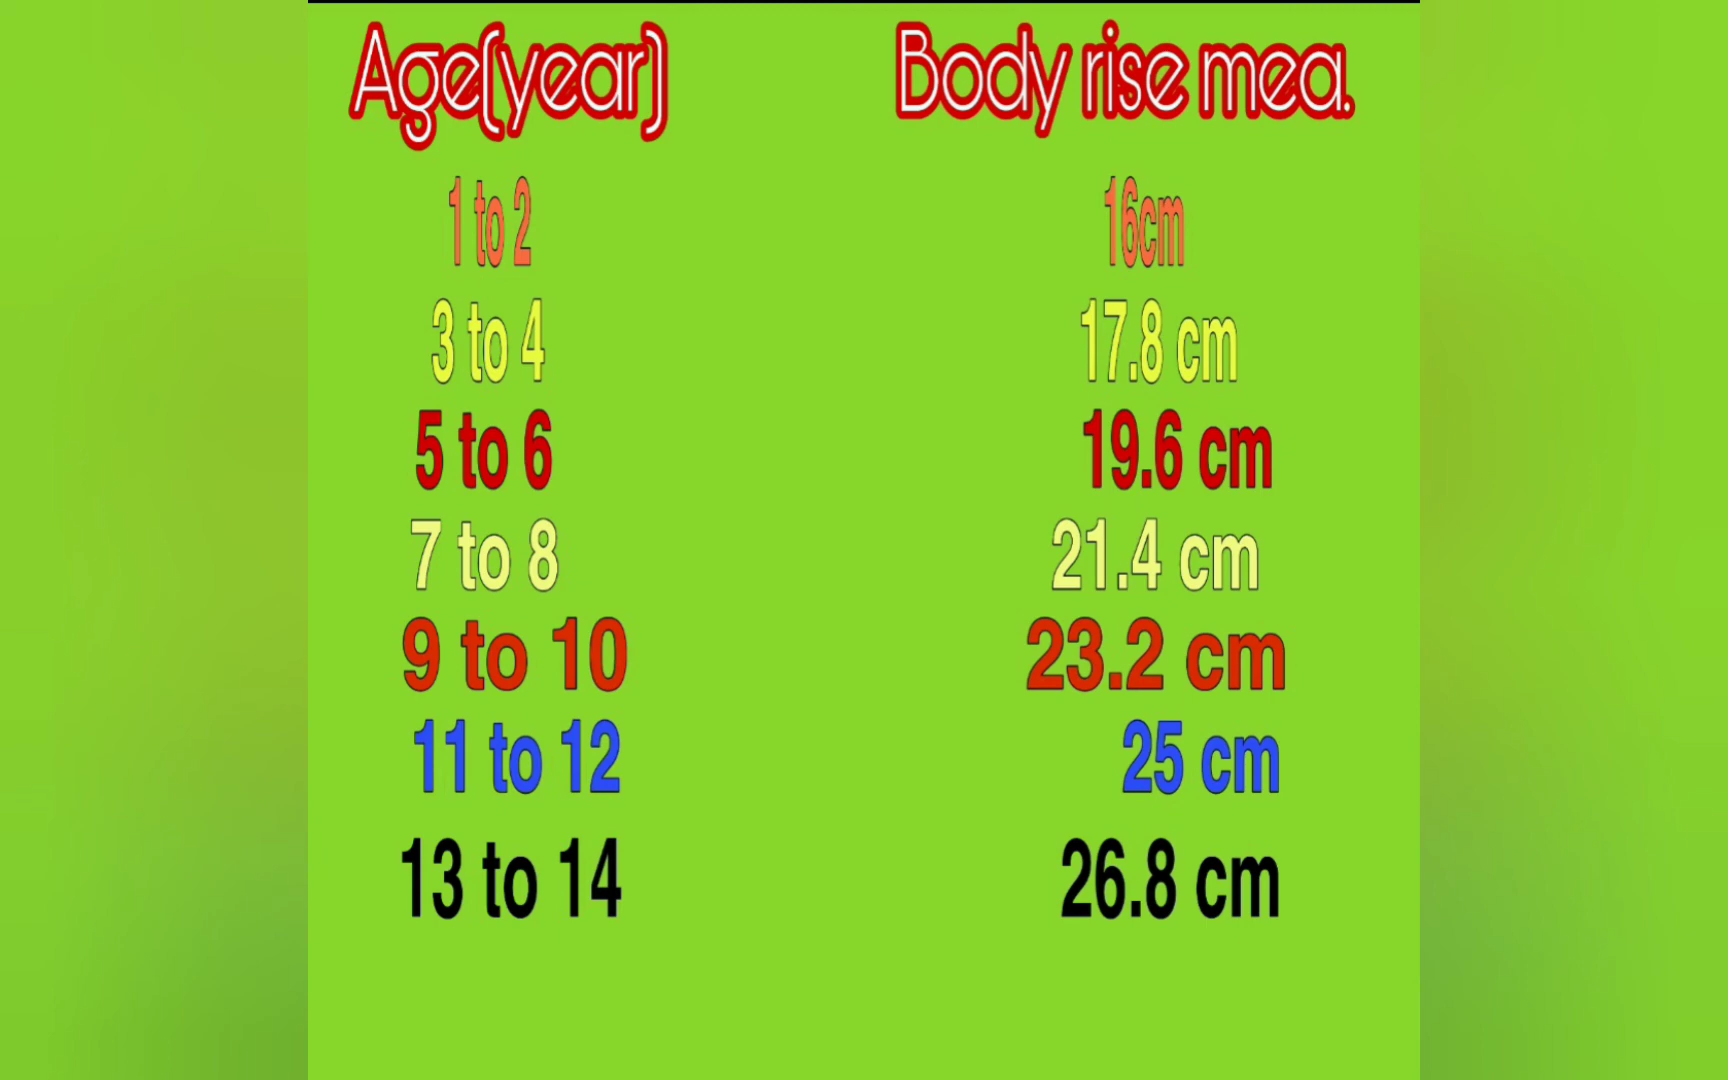 Age(year) Body rise mea.
1 to 2 16cm
3 to 4 17.8 cm
5 to 6 19.6 cm
7 to 8 21.4 cm
9 to 10 23.2 cm
11 to 12 25 cm
13 to 14 26.8 cm